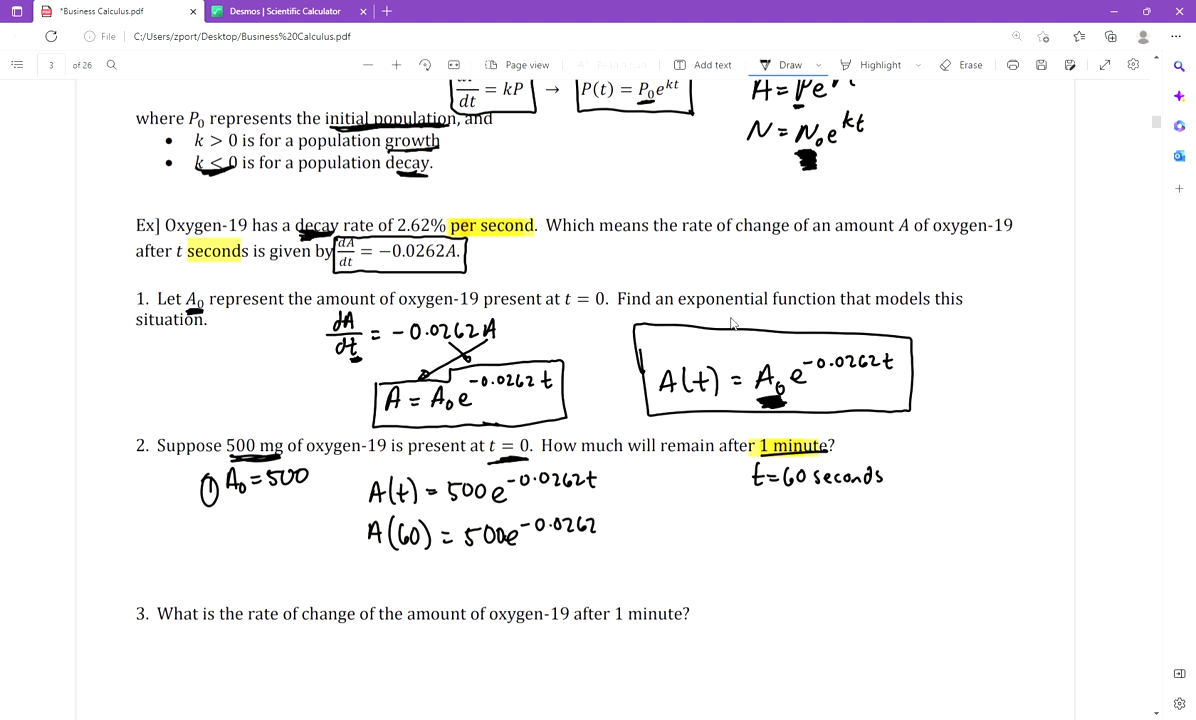 *Business Calculus.pdf
Desmos | Scientific Calculator
File
C:/Users/zport/Desktop/Business%20Calculus.pdf
3 of 26
Page view
Add text
Draw
Highlight
Erase
dt = kP → P(t) = P₀eᵏᵗ
A = Pe
where P₀ represents the initial population, and
N = N₀eᵏᵗ
• k > 0 is for a population growth
• k < 0 is for a population decay.
Ex] Oxygen-19 has a decay rate of 2.62% per second. Which means the rate of change of an amount A of oxygen-19
after t seconds is given by dA/dt = −0.0262A.
1. Let A₀ represent the amount of oxygen-19 present at t = 0. Find an exponential function that models this
situation.
dA/dt = -0.0262A
A = A₀e^-0.0262t
A(t) = A₀e^-0.0262t
2. Suppose 500 mg of oxygen-19 is present at t = 0. How much will remain after 1 minute?
① A₀=500
A(t) = 500e^-0.0262t
t=60 seconds
A(60) = 500e^-0.0262
3. What is the rate of change of the amount of oxygen-19 after 1 minute?